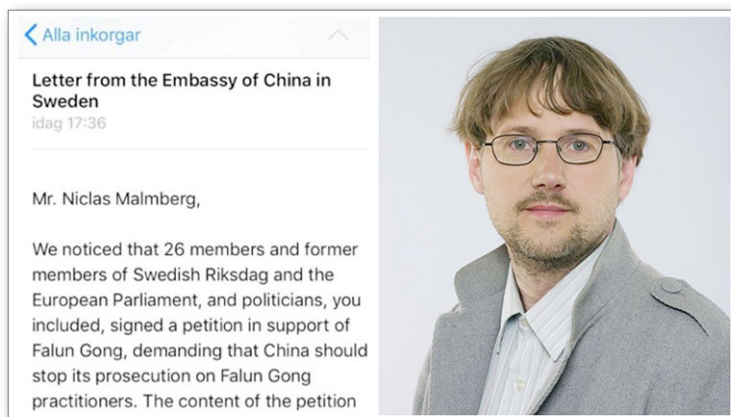 Alla inkorgar
Letter from the Embassy of China in
Sweden
idag 17:36
Mr. Niclas Malmberg,
We noticed that 26 members and former
members of Swedish Riksdag and the
European Parliament, and politicians, you
included, signed a petition in support of
Falun Gong, demanding that China should
stop its prosecution on Falun Gong
practitioners. The content of the petition